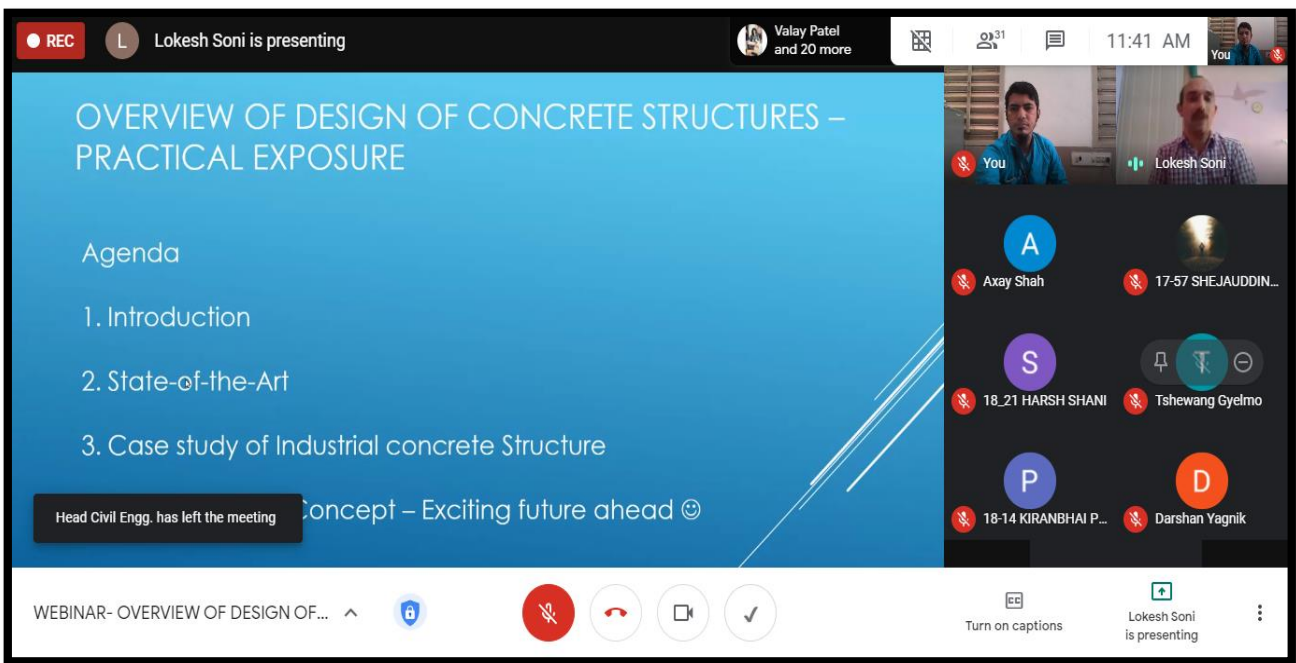 REC
L
Lokesh Soni is presenting
Valay Patel
and 20 more
31
11:41 AM
You
OVERVIEW OF DESIGN OF CONCRETE STRUCTURES –
PRACTICAL EXPOSURE
Agenda
1. Introduction
2. State-of-the-Art
3. Case study of Industrial concrete Structure
Concept – Exciting future ahead ☺
Head Civil Engg. has left the meeting
You
Lokesh Soni
A
Axay Shah
17-57 SHEJAUDDIN...
S
18_21 HARSH SHANI
T
Tshewang Gyelmo
P
18-14 KIRANBHAI P...
D
Darshan Yagnik
WEBINAR- OVERVIEW OF DESIGN OF...
CC
Turn on captions
Lokesh Soni
is presenting